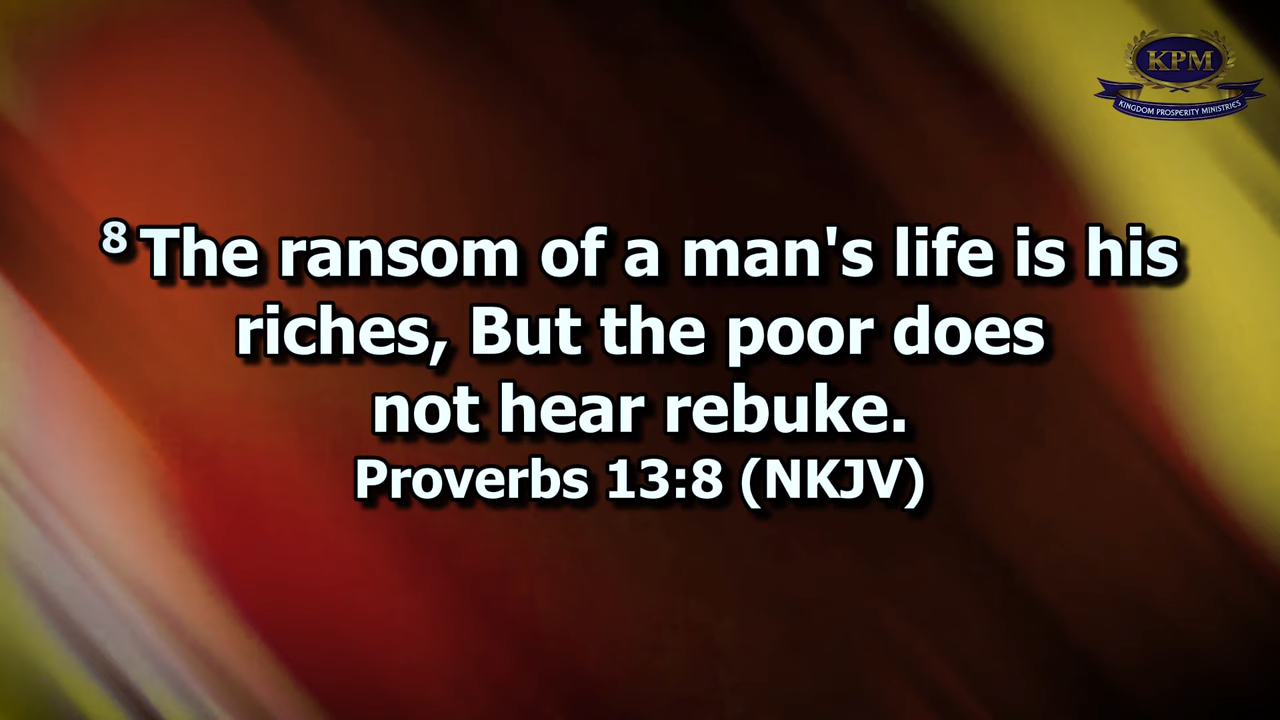 KPM
KINGDOM PROSPERITY MINISTRIES
8 The ransom of a man's life is his
riches, But the poor does
not hear rebuke.
Proverbs 13:8 (NKJV)